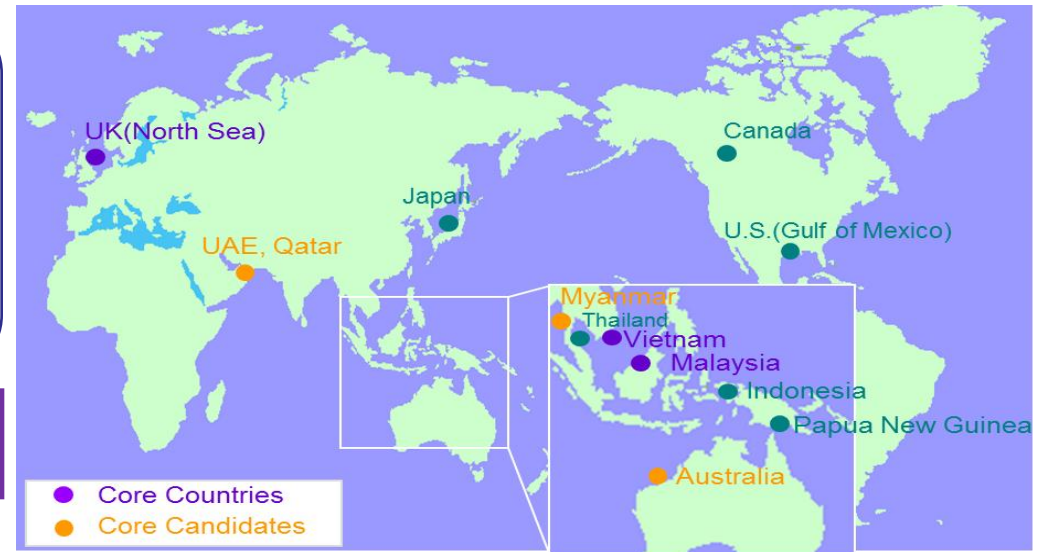 UK(North Sea)
Canada
Japan
U.S.(Gulf of Mexico)
UAE, Qatar
Myanmar
Thailand
Vietnam
Malaysia
Indonesia
Papua New Guinea
Australia
Core Countries
Core Candidates